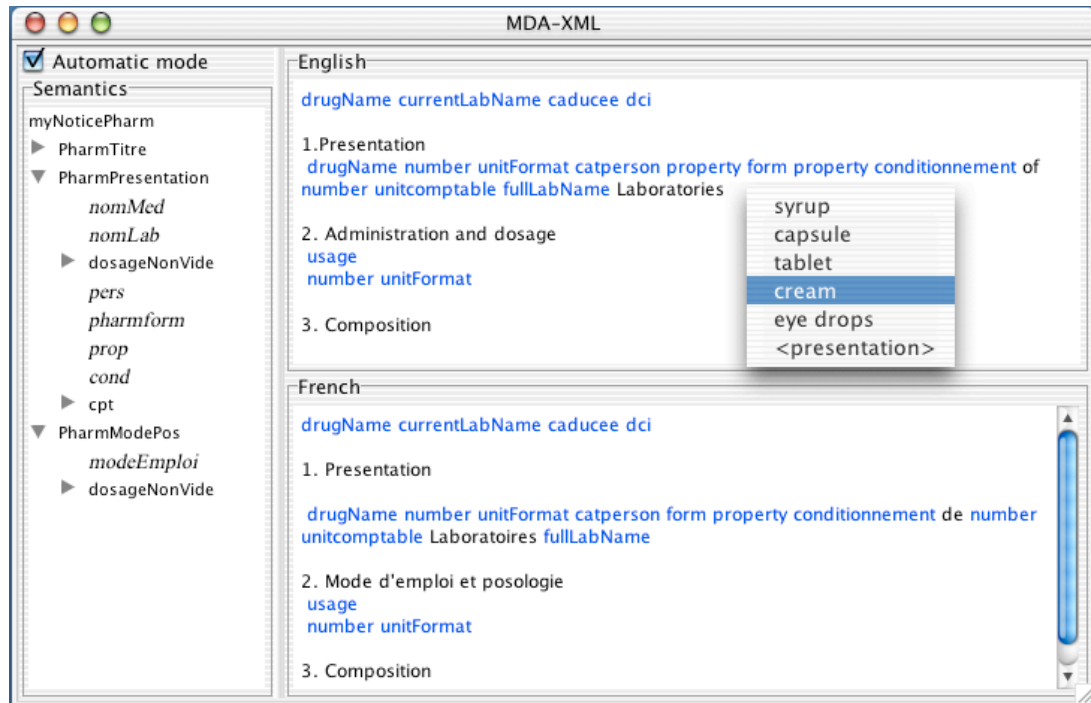 MDA-XML
Automatic mode
Semantics
myNoticePharm
PharmTitre
PharmPresentation
nomMed
nomLab
dosageNonVide
pers
pharmform
prop
cond
cpt
PharmModePos
modeEmploi
dosageNonVide
English
drugName currentLabName caducee dci
1.Presentation
drugName number unitFormat catperson property form property conditionnement of
number unitcomptable fullLabName Laboratories
2. Administration and dosage
usage
number unitFormat
3. Composition
syrup
capsule
tablet
cream
eye drops
<presentation>
French
drugName currentLabName caducee dci
1. Presentation
drugName number unitFormat catperson form property conditionnement de number
unitcomptable Laboratoires fullLabName
2. Mode d'emploi et posologie
usage
number unitFormat
3. Composition